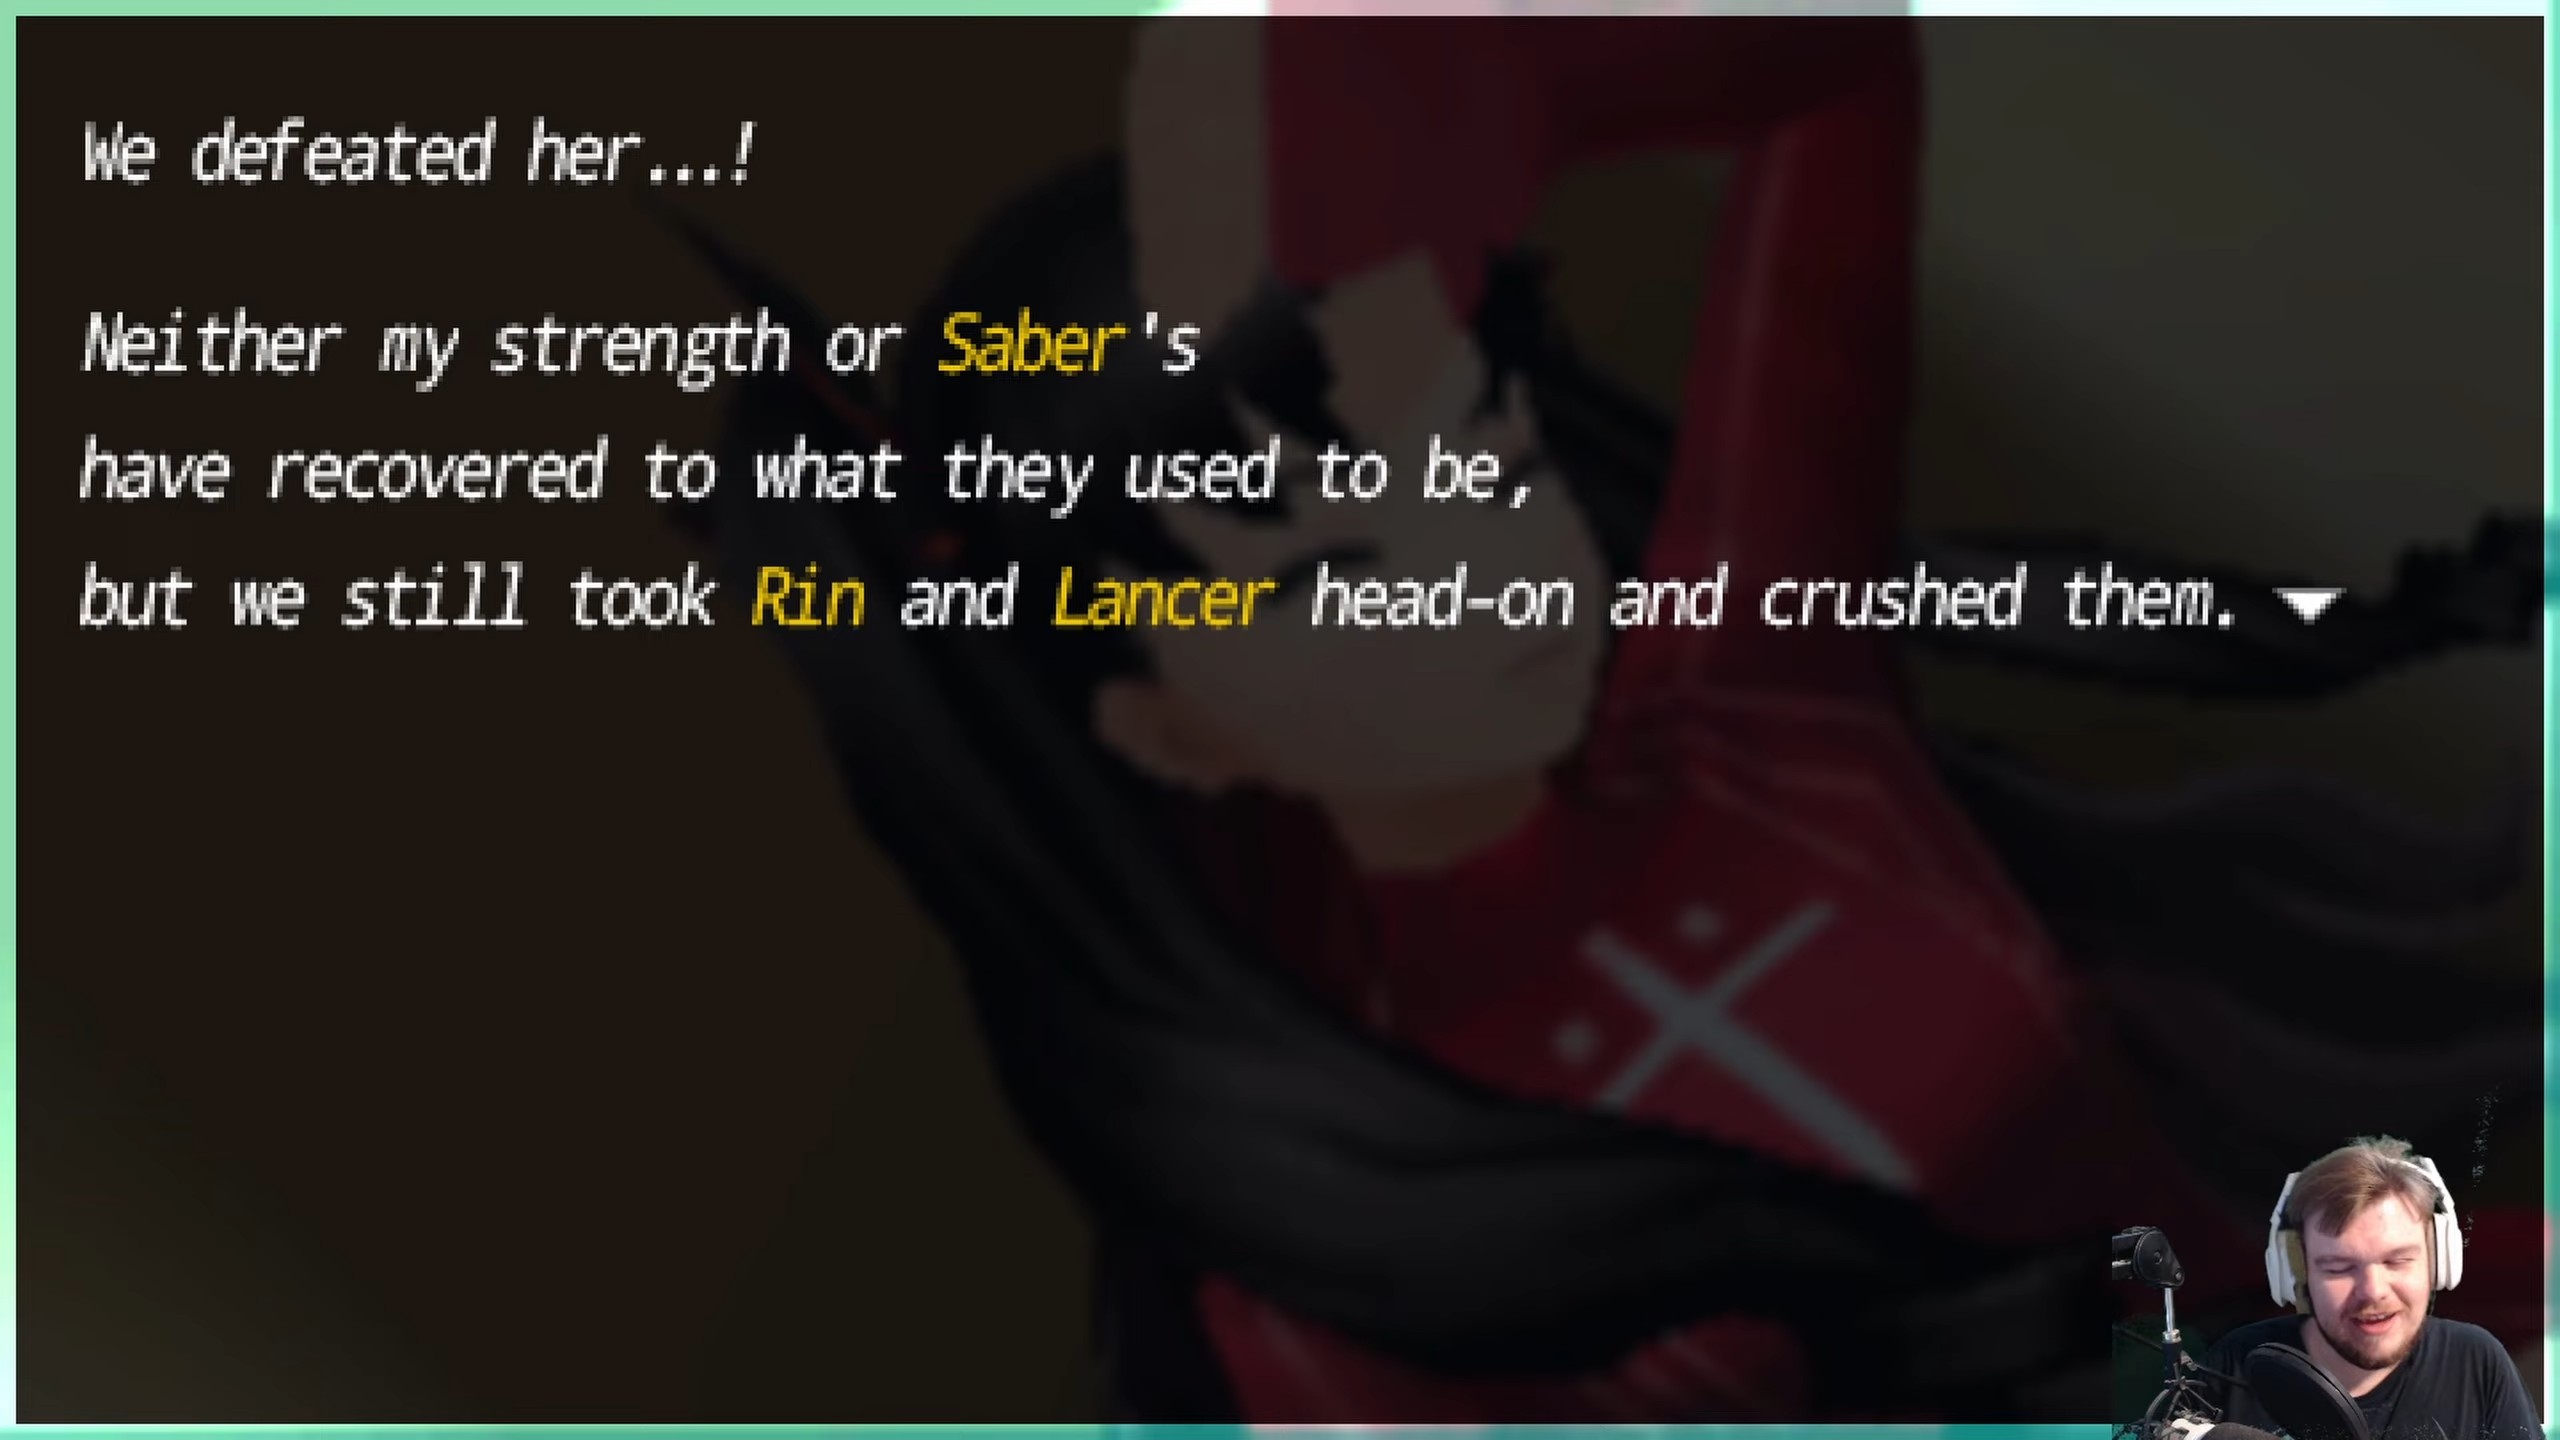 We defeated her...!
Neither my strength or Saber's
have recovered to what they used to be,
but we still took Rin and Lancer head-on and crushed them.